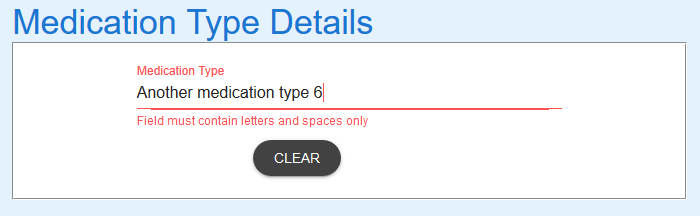 Medication Type Details
Medication Type
Another medication type 6
Field must contain letters and spaces only
CLEAR